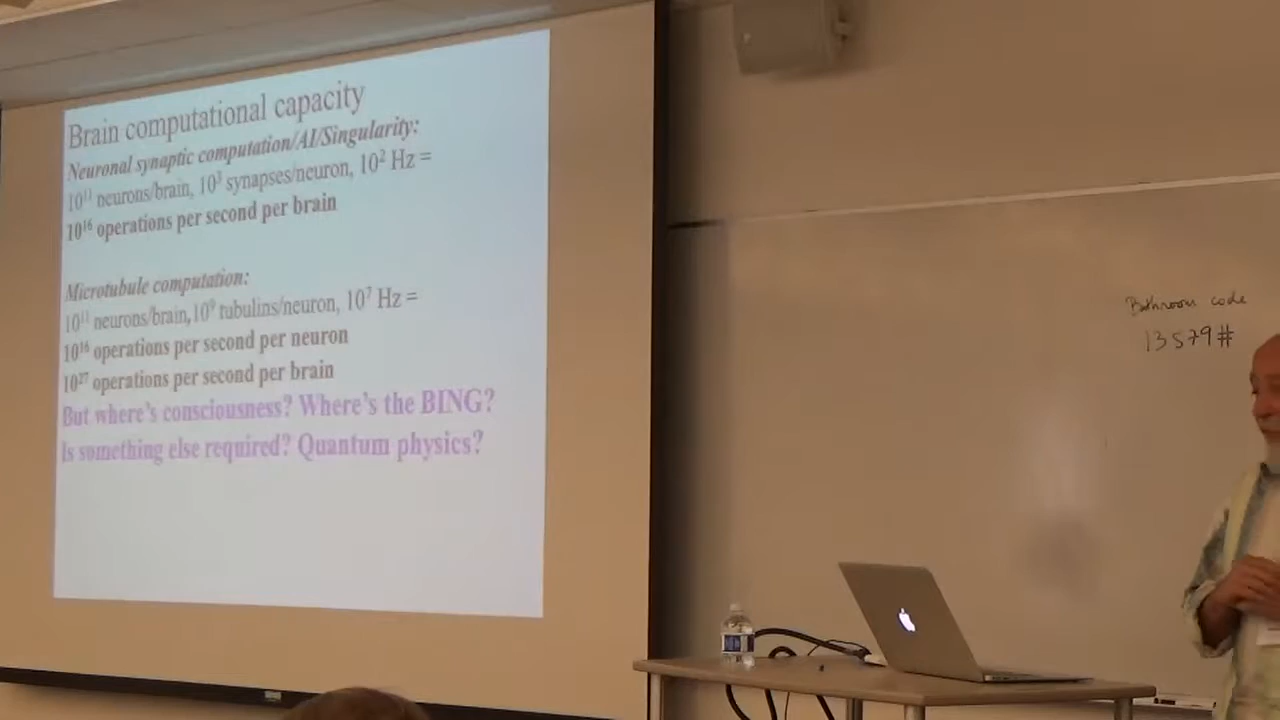 Brain computational capacity
Neuronal synaptic computation/AI/Singularity:
10¹¹ neurons/brain, 10³ synapses/neuron, 10² Hz =
10¹⁶ operations per second per brain
Microtubule computation:
10¹¹ neurons/brain, 10⁹ tubulins/neuron, 10⁷ Hz =
10¹⁶ operations per second per neuron
10²⁷ operations per second per brain
But where's consciousness? Where's the BING?
Is something else required? Quantum physics?
Bathroom code
13579#